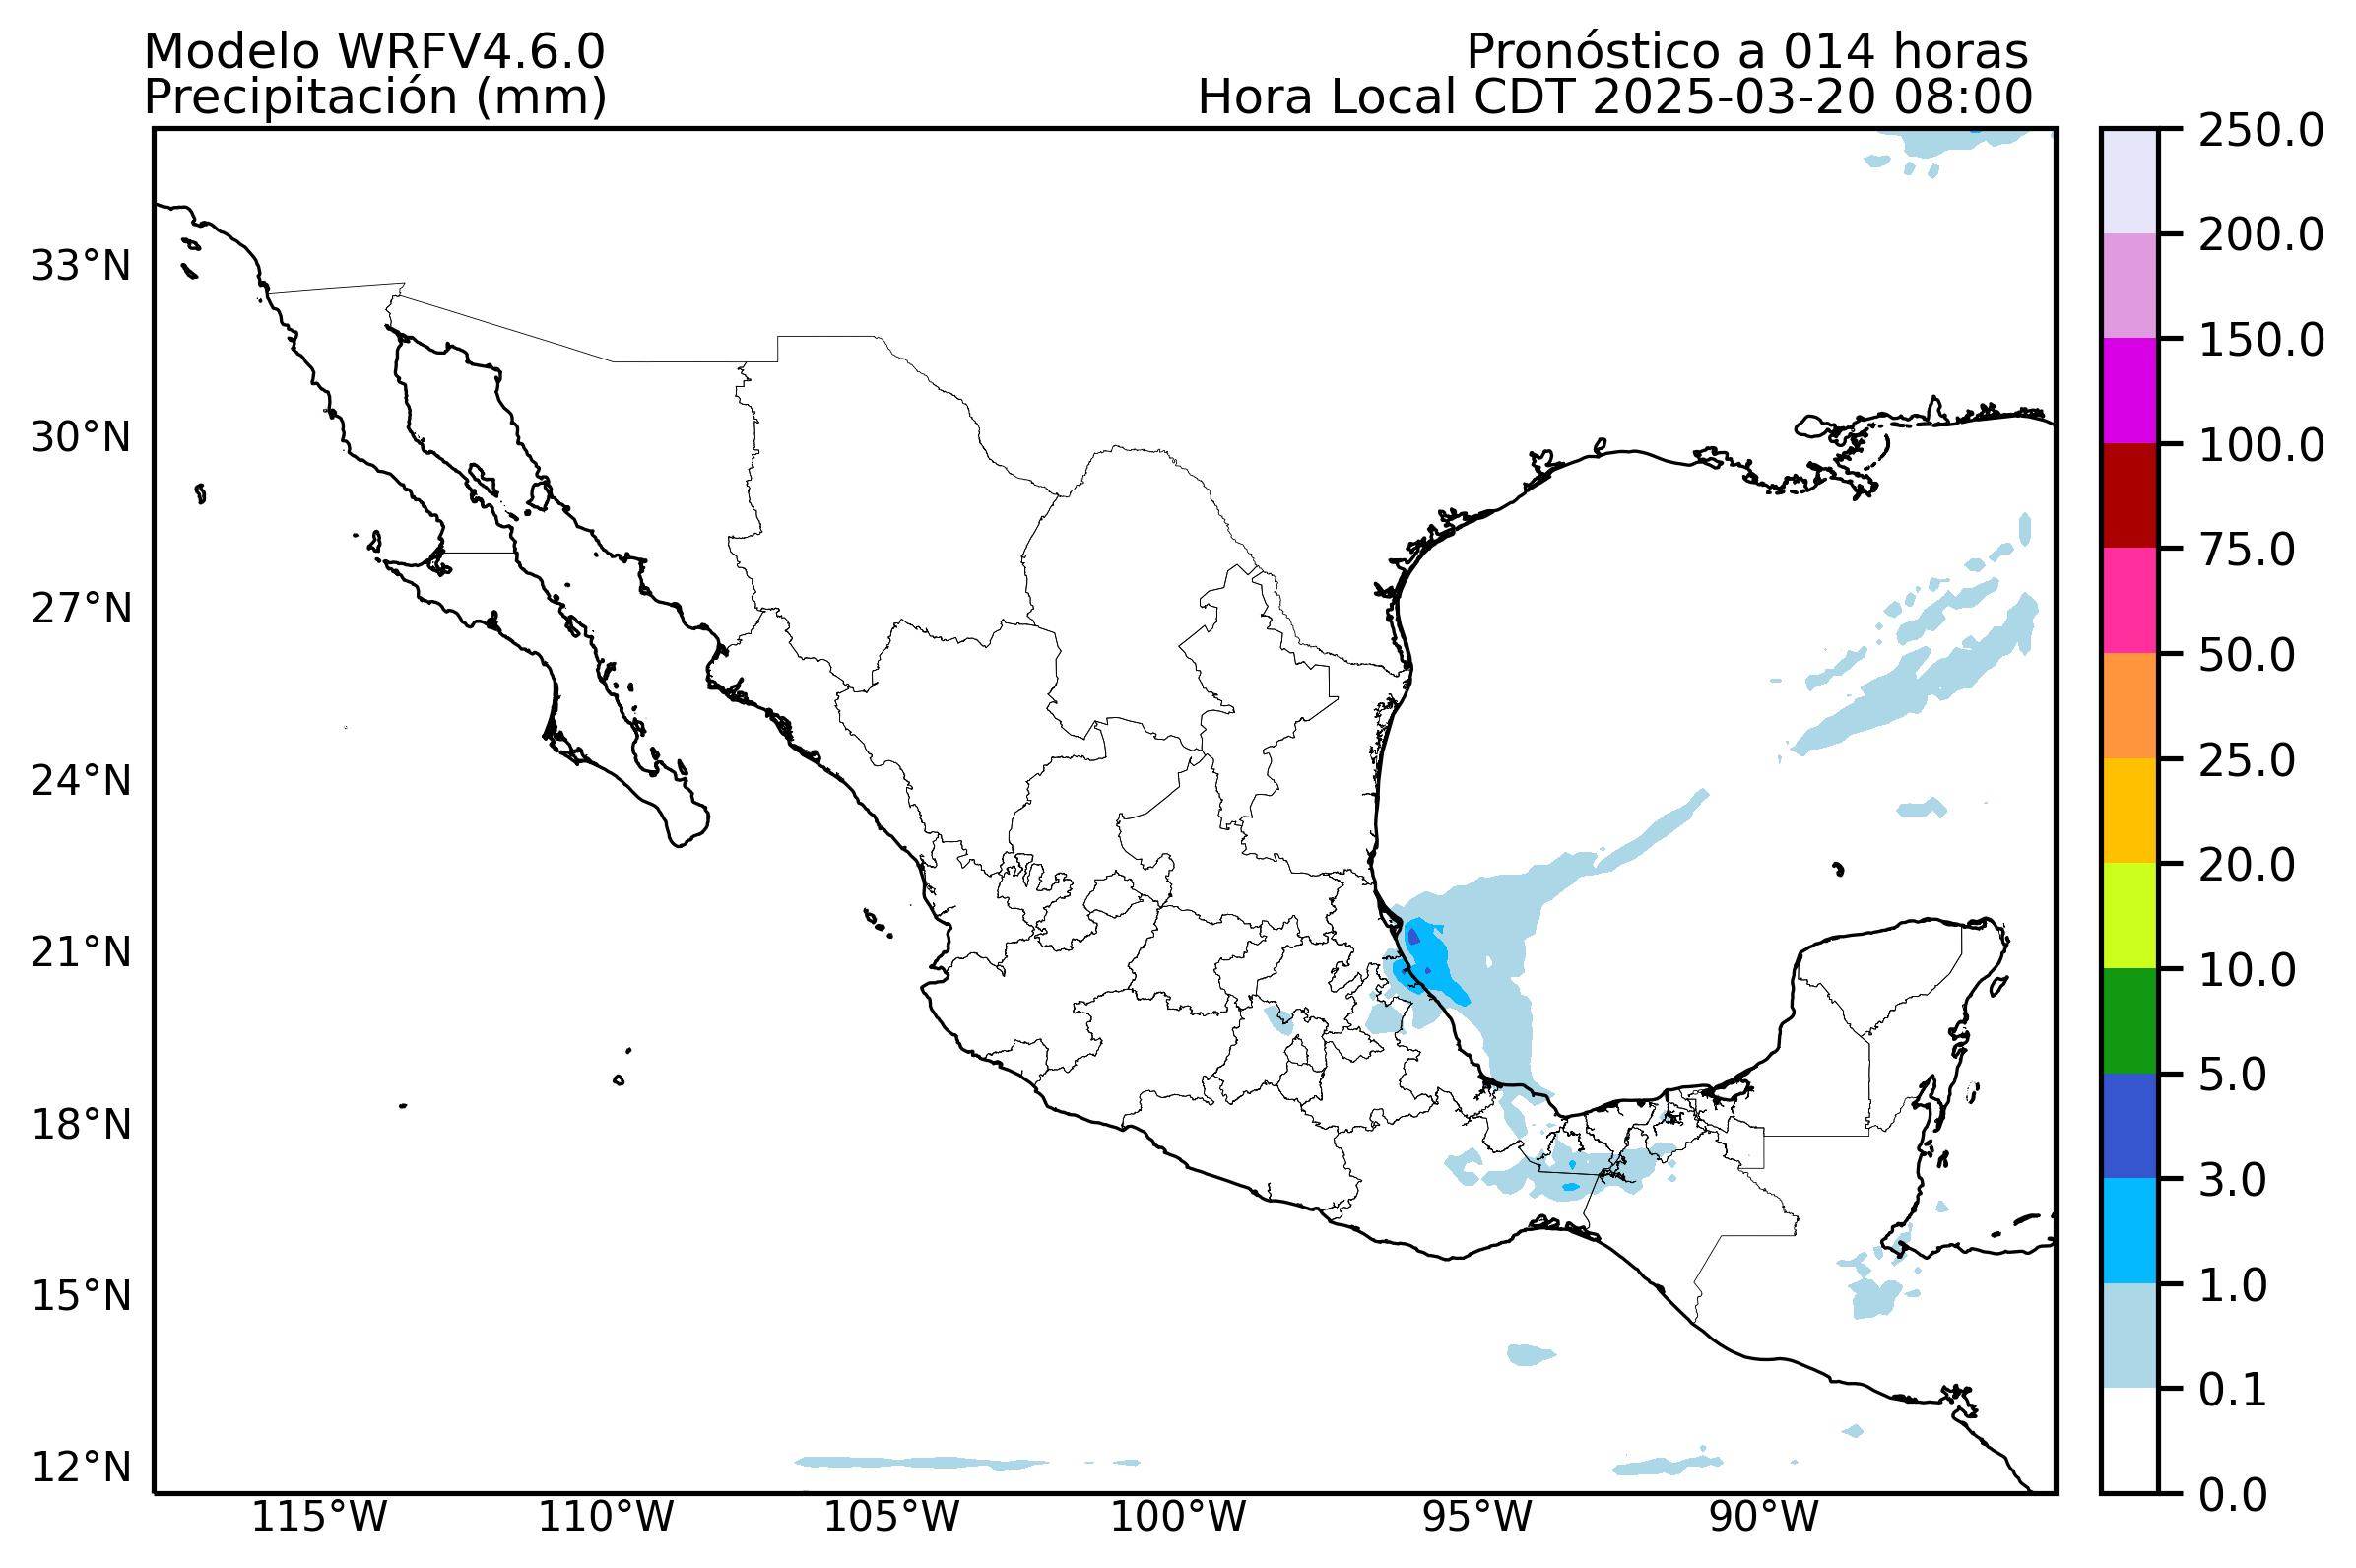 Modelo WRFV4.6.0
Precipitación (mm)
Pronóstico a 014 horas
Hora Local CDT 2025-03-20 08:00
33°N
30°N
27°N
24°N
21°N
18°N
15°N
12°N
115°W
110°W
105°W
100°W
95°W
90°W
250.0
200.0
150.0
100.0
75.0
50.0
25.0
20.0
10.0
5.0
3.0
1.0
0.1
0.0